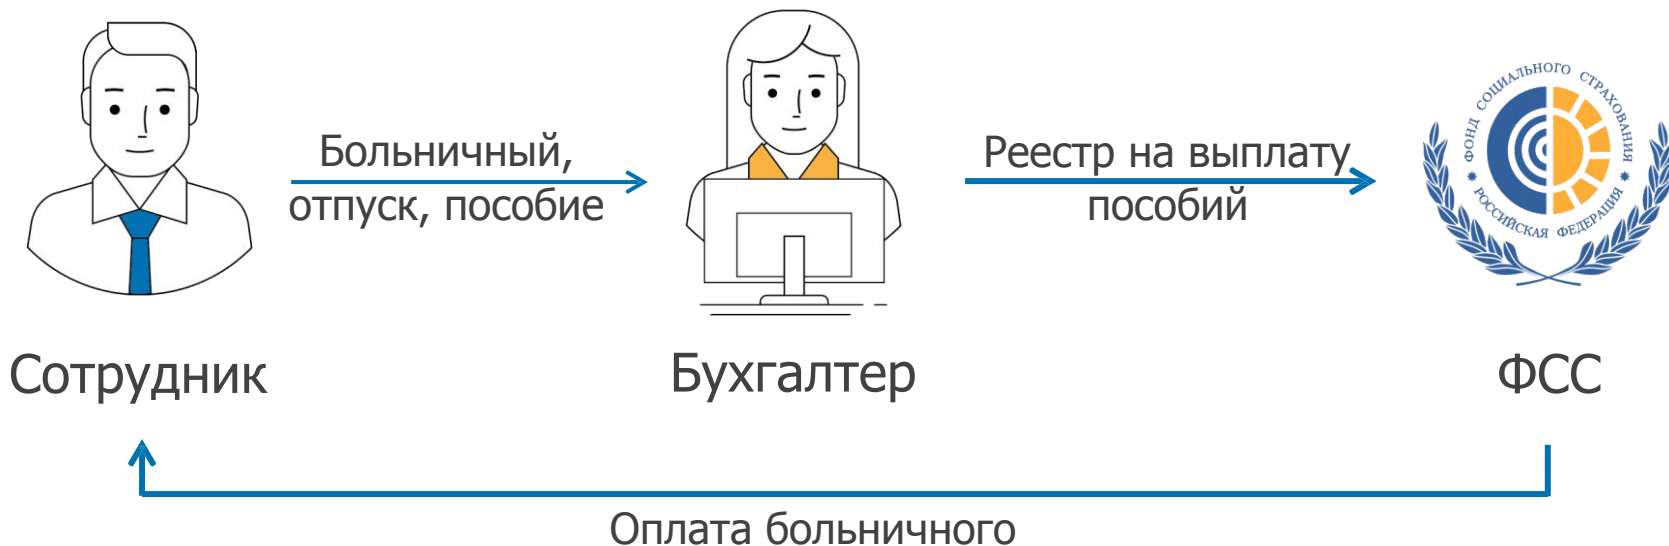 Больничный,
отпуск, пособие
Реестр на выплату
пособий
ФОНД СОЦИАЛЬНОГО СТРАХОВАНИЯ
РОССИЙСКАЯ ФЕДЕРАЦИЯ
Сотрудник
Бухгалтер
ФСС
Оплата больничного